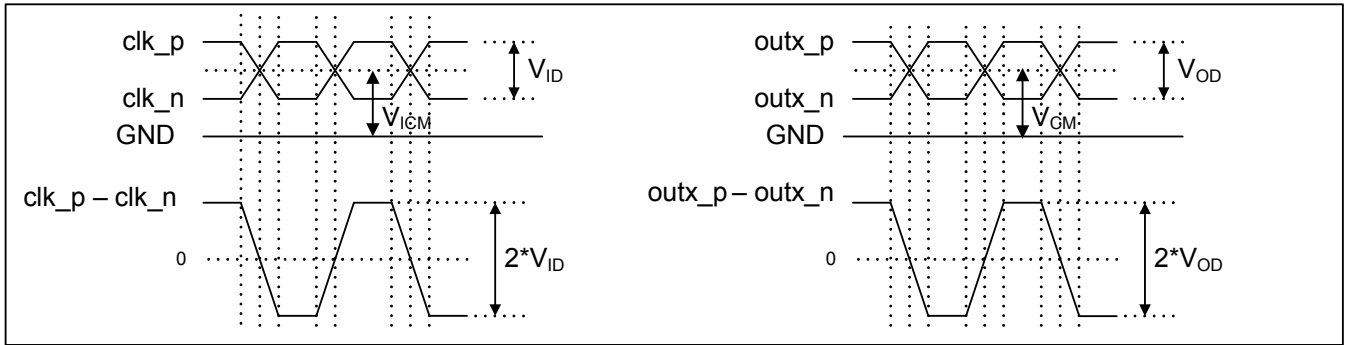 clk_p
V_ID
clk_n
V_ICM
GND
clk_p – clk_n
0
2*V_ID
outx_p
V_OD
outx_n
V_CM
GND
outx_p – outx_n
0
2*V_OD